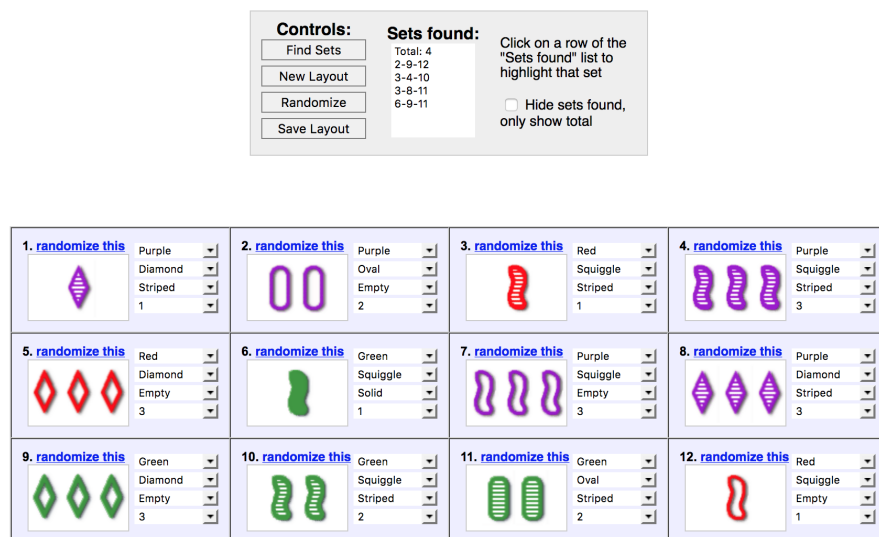 Controls:
Find Sets
New Layout
Randomize
Save Layout
Sets found:
Total: 4
2-9-12
3-4-10
3-8-11
6-9-11
Click on a row of the
"Sets found" list to
highlight that set
Hide sets found,
only show total
1. randomize this
Purple
Diamond
Striped
1
2. randomize this
Purple
Oval
Empty
2
3. randomize this
Red
Squiggle
Striped
1
4. randomize this
Purple
Squiggle
Striped
3
5. randomize this
Red
Diamond
Empty
3
6. randomize this
Green
Squiggle
Solid
1
7. randomize this
Purple
Squiggle
Empty
3
8. randomize this
Purple
Diamond
Striped
3
9. randomize this
Green
Diamond
Empty
3
10. randomize this
Green
Squiggle
Striped
2
11. randomize this
Green
Oval
Striped
2
12. randomize this
Red
Squiggle
Empty
1